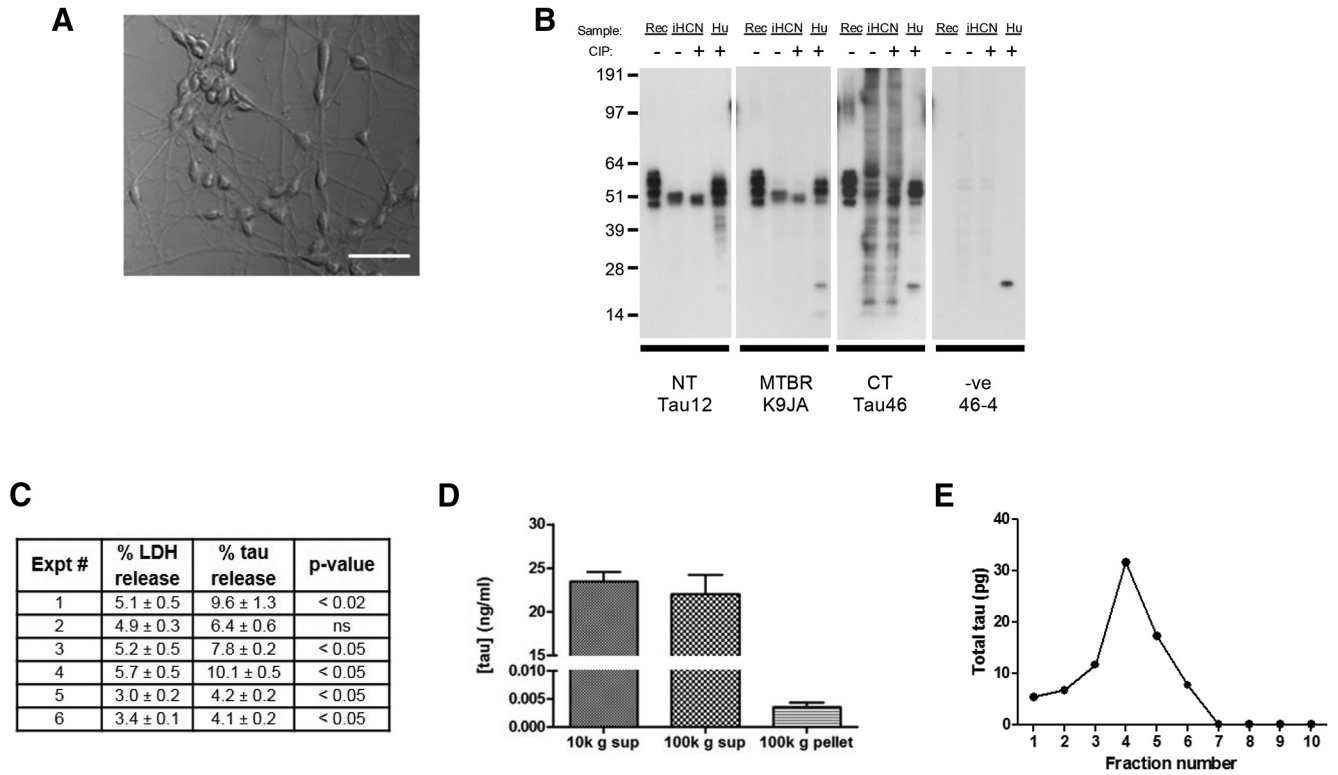 A
B
Sample: Rec iHCN Hu Rec iHCN Hu Rec iHCN Hu Rec iHCN Hu
CIP: - - + + - - + + - - + + - - + +
191
97
64
51
39
28
14
NT MTBR CT -ve
Tau12 K9JA Tau46 46-4
C
Expt # % LDH release % tau release p-value
1 5.1 ± 0.5 9.6 ± 1.3 < 0.02
2 4.9 ± 0.3 6.4 ± 0.6 ns
3 5.2 ± 0.5 7.8 ± 0.2 < 0.05
4 5.7 ± 0.5 10.1 ± 0.5 < 0.05
5 3.0 ± 0.2 4.2 ± 0.2 < 0.05
6 3.4 ± 0.1 4.1 ± 0.2 < 0.05
D
[tau] (ng/ml)
30
25
20
15
0.010
0.005
0.000
10k g sup 100k g sup 100k g pellet
E
Total tau (pg)
40
30
20
10
0
1 2 3 4 5 6 7 8 9 10
Fraction number